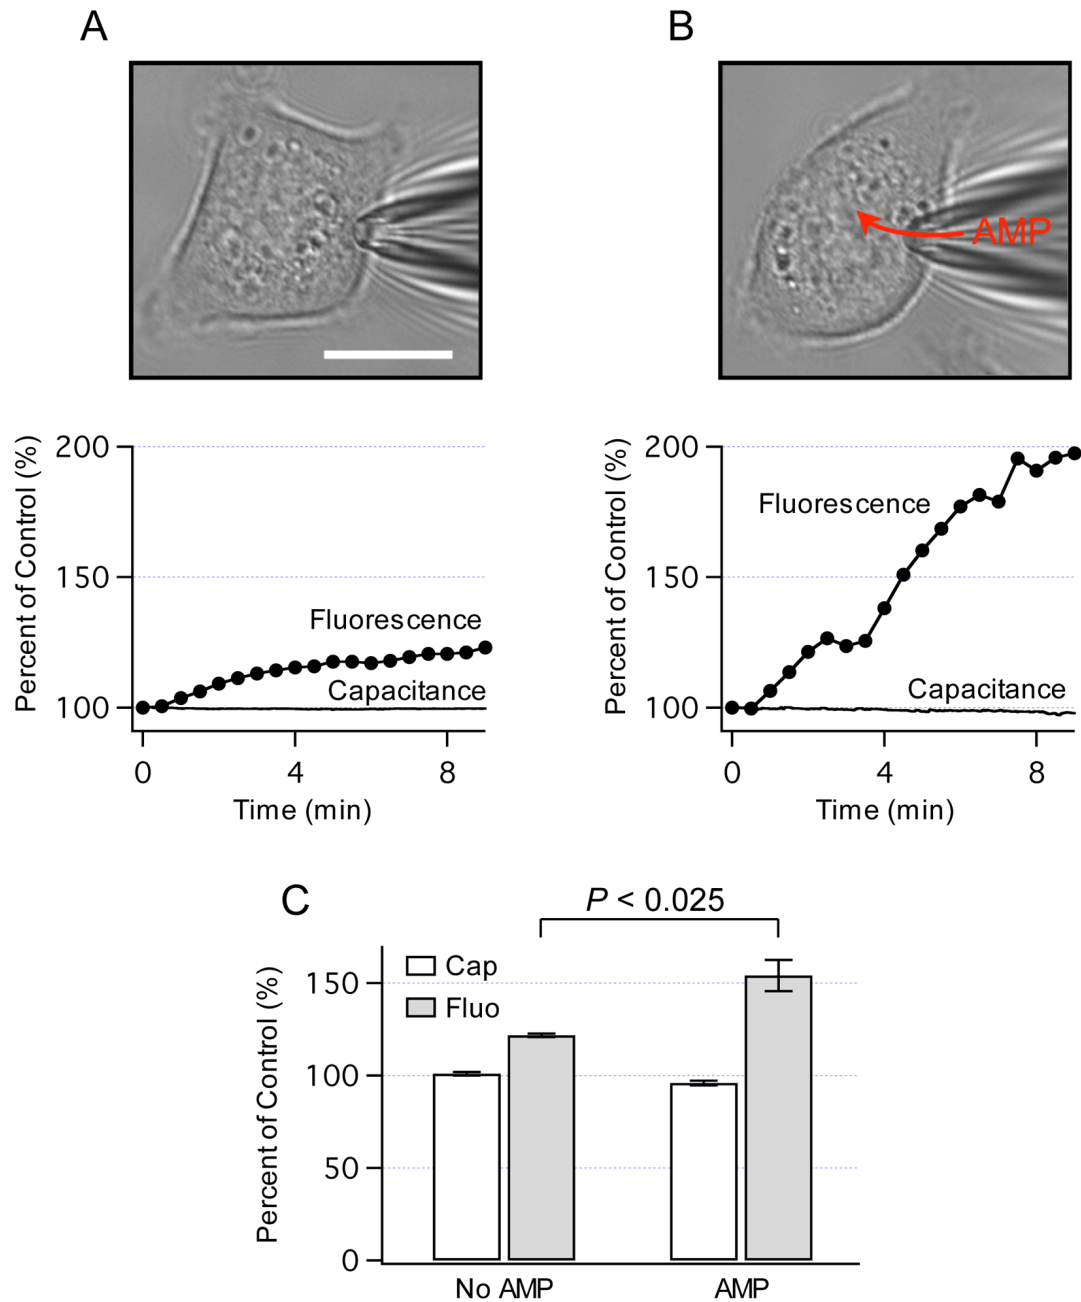 A
B
AMP
Percent of Control (%)
200
150
100
Fluorescence
Capacitance
0 4 8
Time (min)
Percent of Control (%)
200
150
100
Fluorescence
Capacitance
0 4 8
Time (min)
C
P < 0.025
Percent of Control (%)
Cap
Fluo
150
100
50
0
No AMP AMP